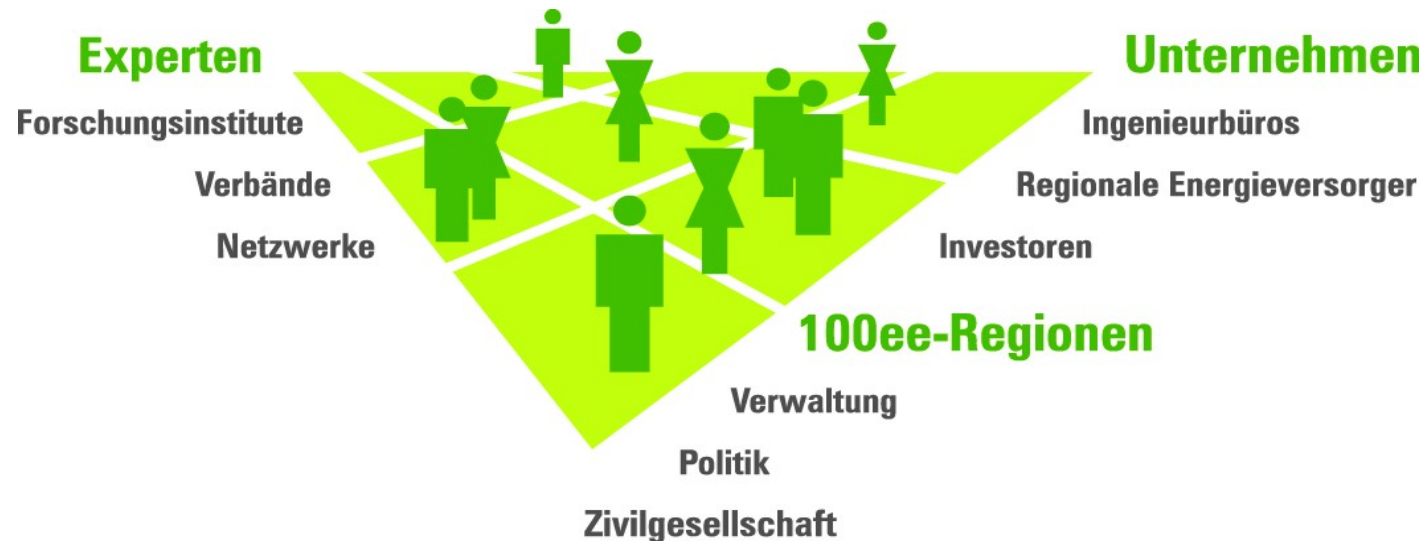 Experten
Forschungsinstitute
Verbände
Netzwerke
Unternehmen
Ingenieurbüros
Regionale Energieversorger
Investoren
100ee-Regionen
Verwaltung
Politik
Zivilgesellschaft